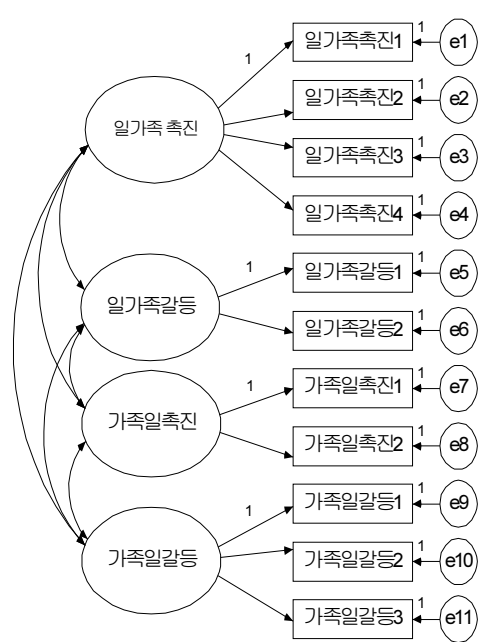 일가족촉진1 1 e1
1
일가족촉진2 1 e2
일가족 촉진
일가족촉진3 1 e3
일가족촉진4 1 e4
1 일가족갈등1 1 e5
일가족갈등
일가족갈등2 1 e6
1 가족일촉진1 1 e7
가족일촉진
가족일촉진2 1 e8
1 가족일갈등1 1 e9
가족일갈등 가족일갈등2 1 e10
가족일갈등3 1 e11